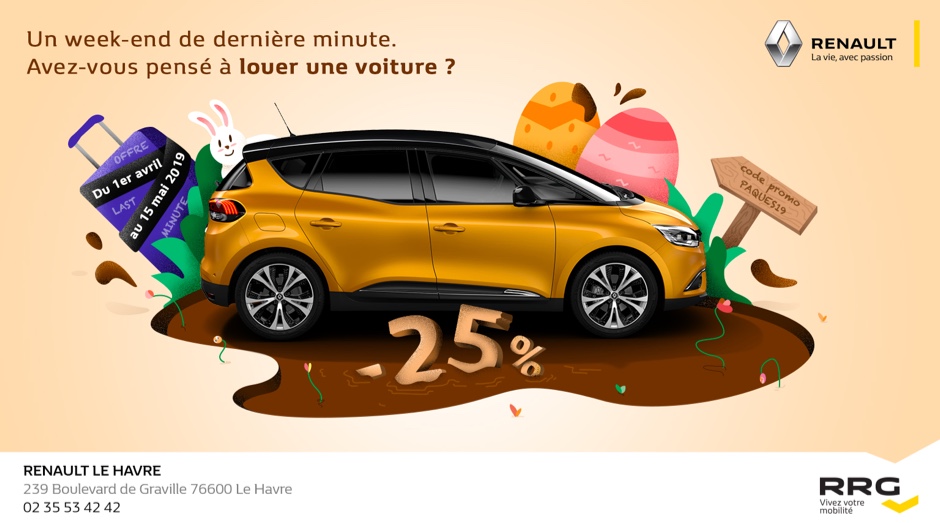 Un week-end de dernière minute.
Avez-vous pensé à louer une voiture ?
RENAULT
La vie, avec passion
OFFRE
Du 1er avril
LAST
au 15 mai 2019
MINUTE
code promo
PAQUES19
-25%
RENAULT LE HAVRE
239 Boulevard de Graville 76600 Le Havre
02 35 53 42 42
RRG
Vivez votre
mobilité